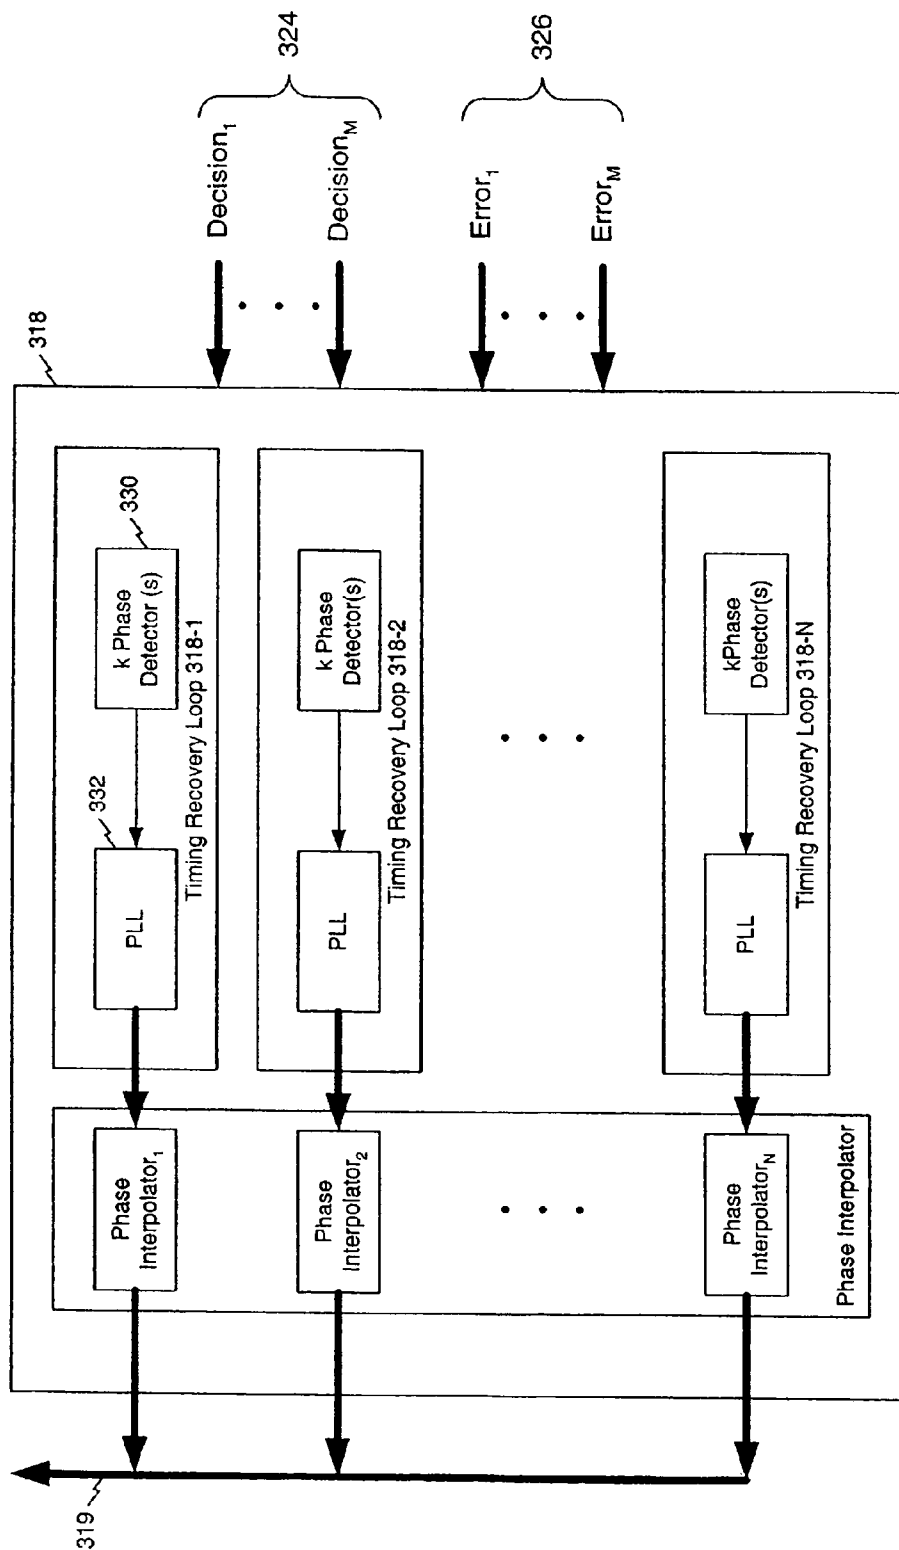 319
318
Phase
Interpolator1
PLL
332
k Phase
Detector (s)
330
Timing Recovery Loop 318-1
Decision1
DecisionM
324
Phase
Interpolator2
PLL
k Phase
Detector(s)
Timing Recovery Loop 318-2
Error1
ErrorM
326
Phase
InterpolatorN
PLL
kPhase
Detector(s)
Timing Recovery Loop 318-N
Phase Interpolator